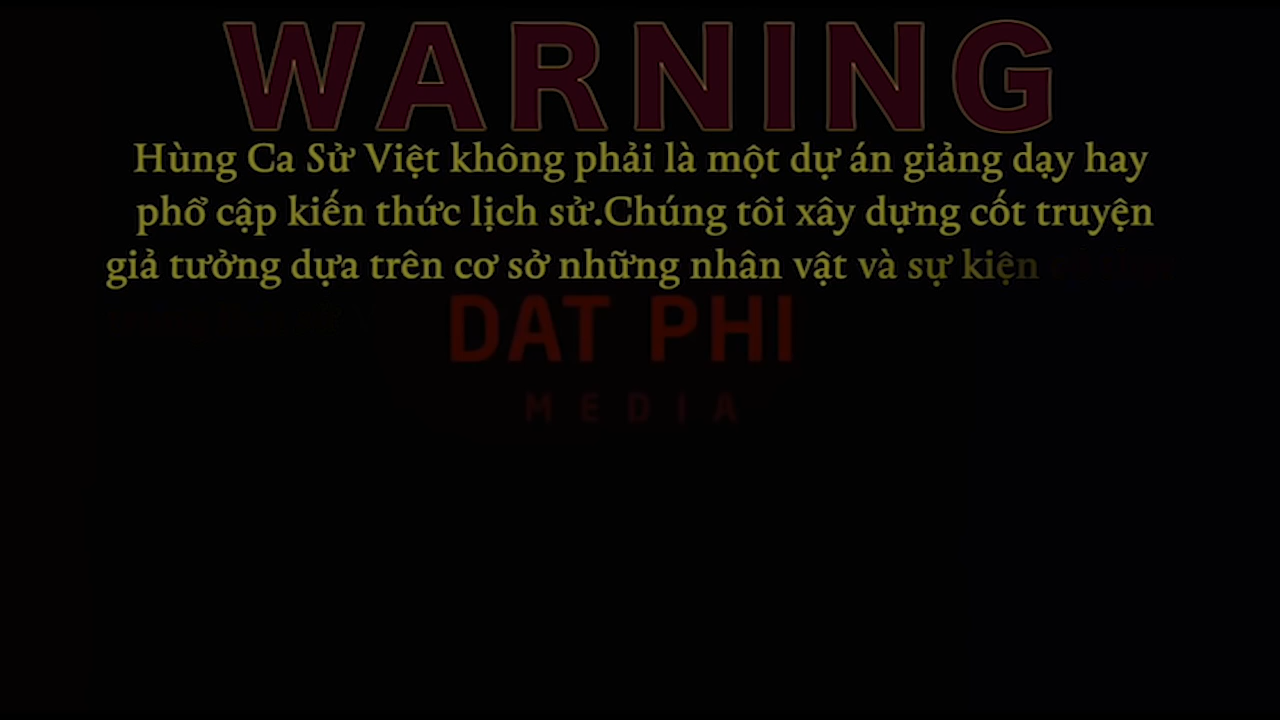 WARNING
Hùng Ca Sử Việt không phải là một dự án giảng dạy hay
phổ cập kiến thức lịch sử.Chúng tôi xây dựng cốt truyện
giả tưởng dựa trên cơ sở những nhân vật và sự kiện
DAT PHI
MEDIA